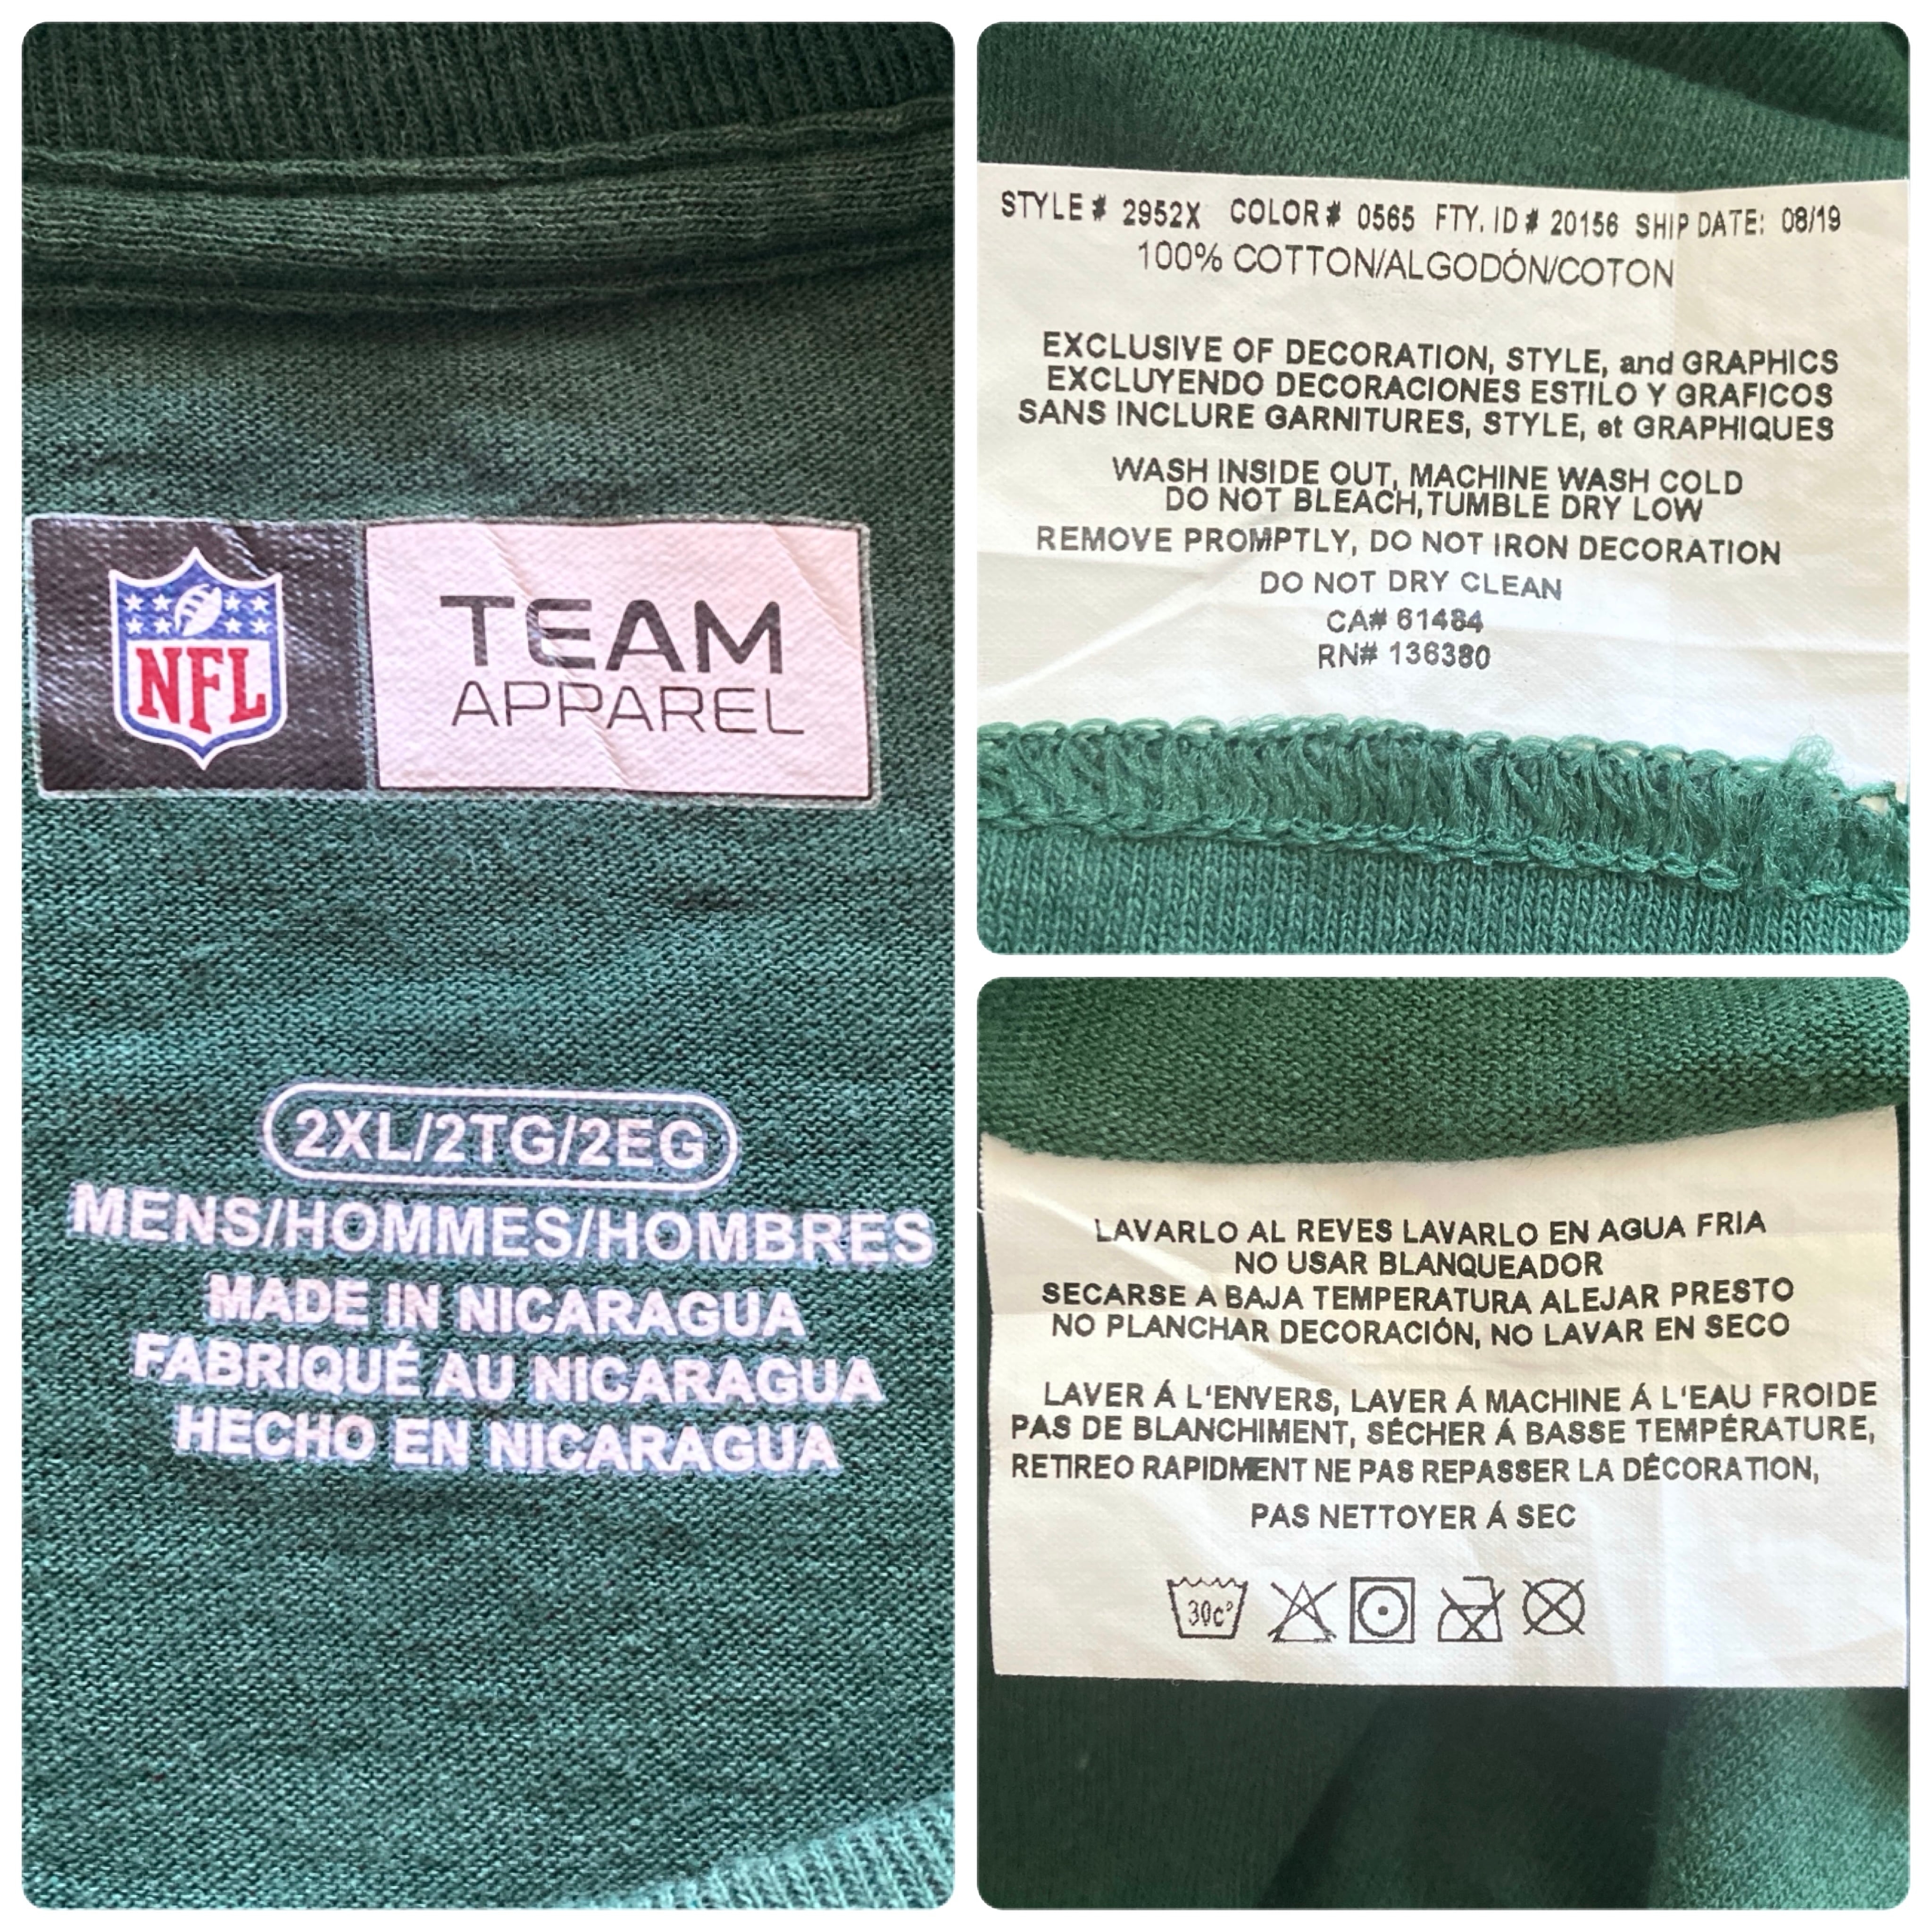 NFL
TEAM
APPAREL
2XL/2TG/2EG
MENS/HOMMES/HOMBRES
MADE IN NICARAGUA
FABRIQUÉ AU NICARAGUA
HECHO EN NICARAGUA
STYLE # 2952X COLOR # 0565 FTY. ID # 20156 SHIP DATE: 08/19
100% COTTON/ALGODÓN/COTON
EXCLUSIVE OF DECORATION, STYLE, and GRAPHICS
EXCLUYENDO DECORACIONES ESTILO Y GRAFICOS
SANS INCLURE GARNITURES, STYLE, et GRAPHIQUES
WASH INSIDE OUT, MACHINE WASH COLD
DO NOT BLEACH,TUMBLE DRY LOW
REMOVE PROMPTLY, DO NOT IRON DECORATION
DO NOT DRY CLEAN
CA# 61484
RN# 136380
LAVARLO AL REVES LAVARLO EN AGUA FRIA
NO USAR BLANQUEADOR
SECARSE A BAJA TEMPERATURA ALEJAR PRESTO
NO PLANCHAR DECORACIÓN, NO LAVAR EN SECO
LAVER Á L'ENVERS, LAVER Á MACHINE Á L'EAU FROIDE
PAS DE BLANCHIMENT, SÉCHER Á BASSE TEMPÉRATURE,
RETIREO RAPIDMENT NE PAS REPASSER LA DÉCORATION,
PAS NETTOYER Á SEC
30c°